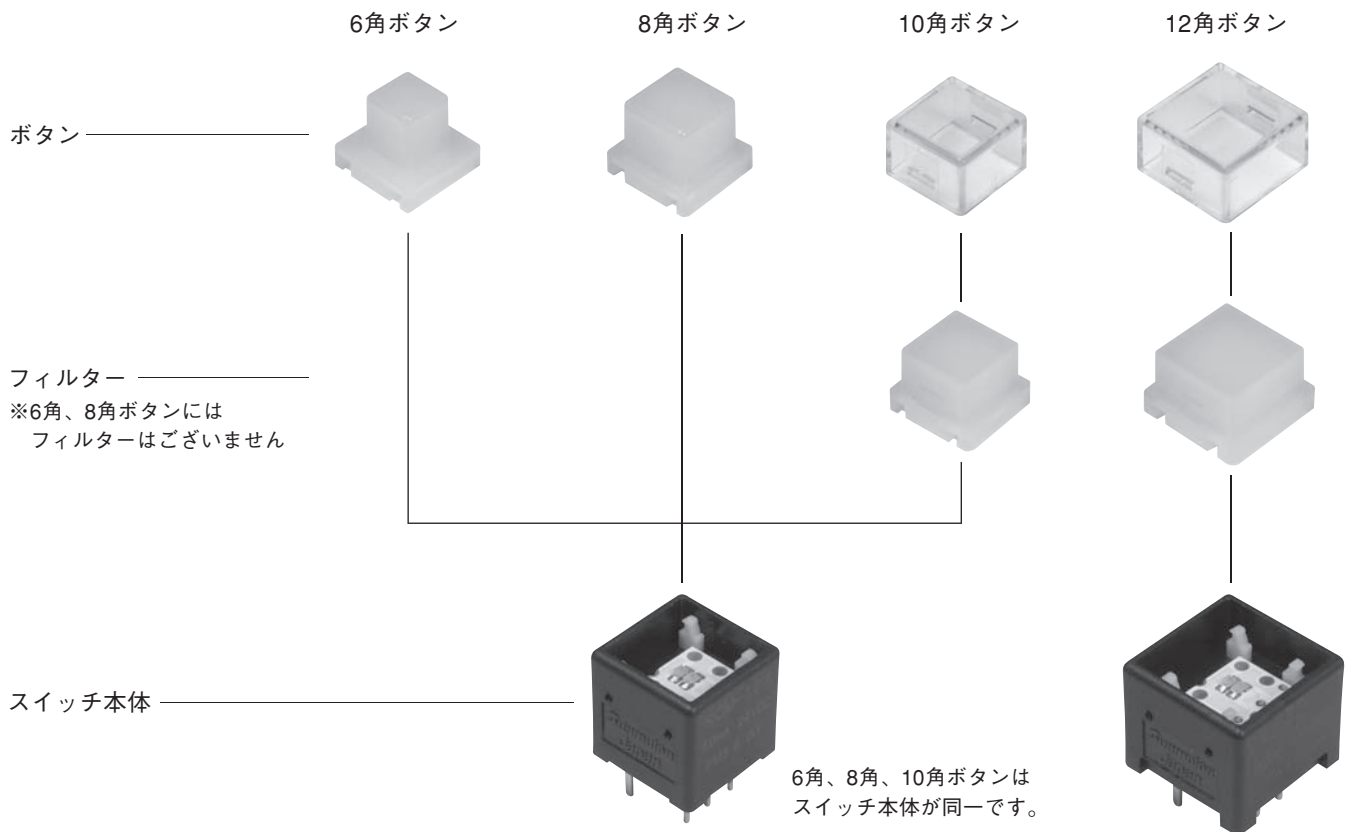 6角ボタン
8角ボタン
10角ボタン
12角ボタン
ボタン
フィルター
※6角、8角ボタンには
フィルターはございません
スイッチ本体
6角、8角、10角ボタンは
スイッチ本体が同一です。